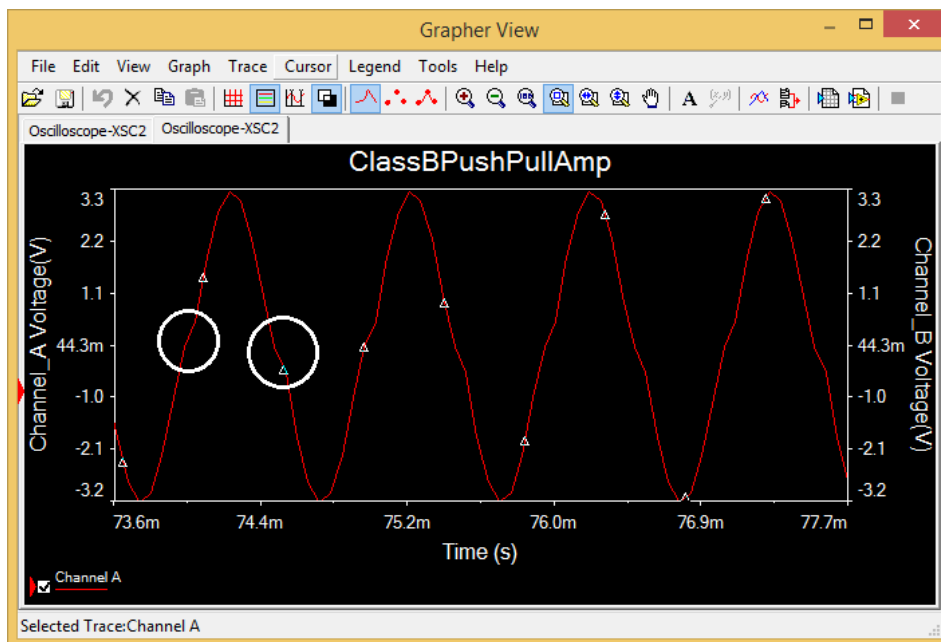 Grapher View
File Edit View Graph Trace Cursor Legend Tools Help
Oscilloscope-XSC2 Oscilloscope-XSC2
ClassBPushPullAmp
Channel_A Voltage(V)
3.3
2.2
1.1
44.3m
-1.0
-2.1
-3.2
3.3
2.2
1.1
44.3m
-1.0
-2.1
-3.2
Channel_B Voltage(V)
73.6m 74.4m 75.2m 76.0m 76.9m 77.7m
Time (s)
Channel A
Selected Trace:Channel A